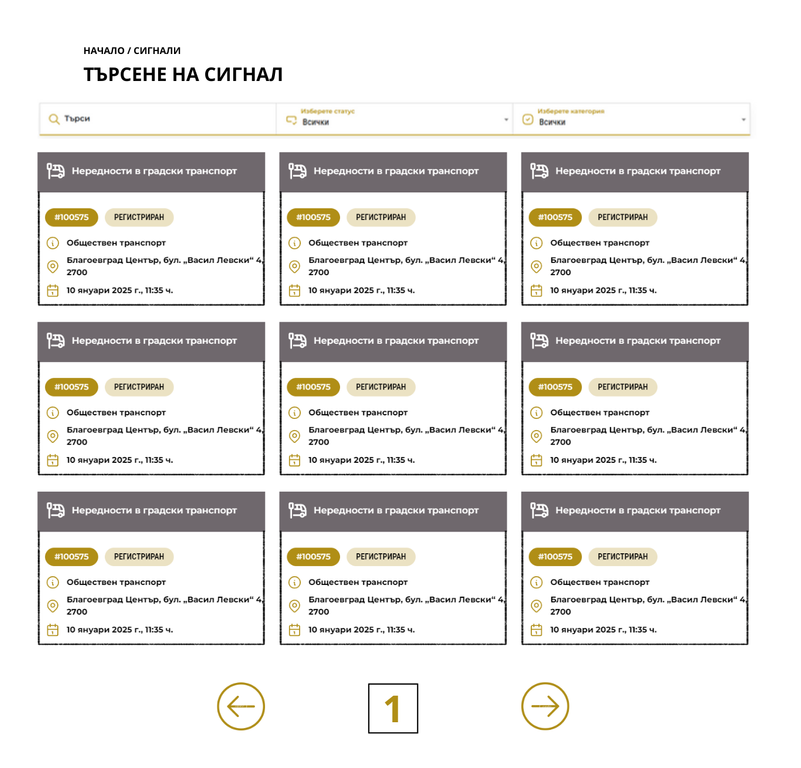 НАЧАЛО / СИГНАЛИ
ТЪРСЕНЕ НА СИГНАЛ
Търси
Изберете статус
Всички
Изберете категория
Всички
Нередности в градски транспорт
Нередности в градски транспорт
Нередности в градски транспорт
#100575 РЕГИСТРИРАН
#100575 РЕГИСТРИРАН
#100575 РЕГИСТРИРАН
Обществен транспорт
Обществен транспорт
Обществен транспорт
Благоевград Център, бул. „Васил Левски“ 4,
2700
Благоевград Център, бул. „Васил Левски“ 4,
2700
Благоевград Център, бул. „Васил Левски“ 4,
2700
10 януари 2025 г., 11:35 ч.
10 януари 2025 г., 11:35 ч.
10 януари 2025 г., 11:35 ч.
Нередности в градски транспорт
Нередности в градски транспорт
Нередности в градски транспорт
#100575 РЕГИСТРИРАН
#100575 РЕГИСТРИРАН
#100575 РЕГИСТРИРАН
Обществен транспорт
Обществен транспорт
Обществен транспорт
Благоевград Център, бул. „Васил Левски“ 4,
2700
Благоевград Център, бул. „Васил Левски“ 4,
2700
Благоевград Център, бул. „Васил Левски“ 4,
2700
10 януари 2025 г., 11:35 ч.
10 януари 2025 г., 11:35 ч.
10 януари 2025 г., 11:35 ч.
Нередности в градски транспорт
Нередности в градски транспорт
Нередности в градски транспорт
#100575 РЕГИСТРИРАН
#100575 РЕГИСТРИРАН
#100575 РЕГИСТРИРАН
Обществен транспорт
Обществен транспорт
Обществен транспорт
Благоевград Център, бул. „Васил Левски“ 4,
2700
Благоевград Център, бул. „Васил Левски“ 4,
2700
Благоевград Център, бул. „Васил Левски“ 4,
2700
10 януари 2025 г., 11:35 ч.
10 януари 2025 г., 11:35 ч.
10 януари 2025 г., 11:35 ч.
1